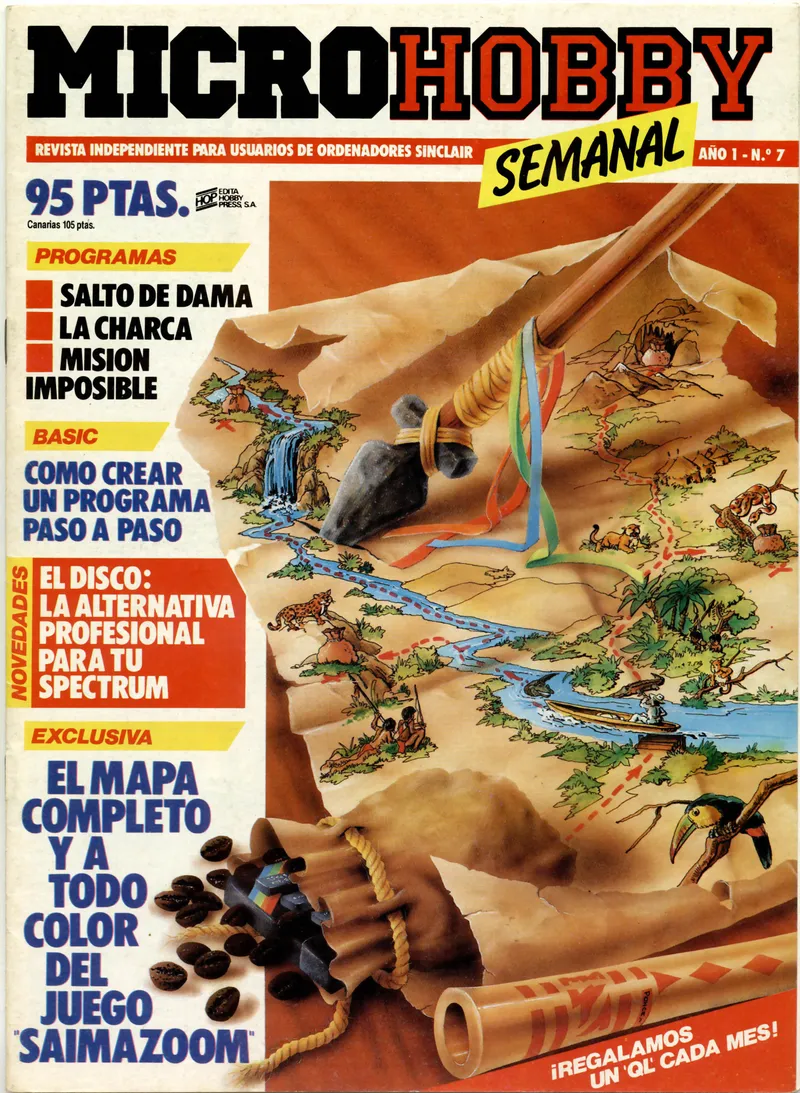 MICROHOBBY
REVISTA INDEPENDIENTE PARA USUARIOS DE ORDENADORES SINCLAIR
SEMANAL
AÑO 1 - N.º 7
95 PTAS.
Canarias 105 ptas.
HOP
EDITA
HOBBY
PRESS, S.A.
PROGRAMAS
SALTO DE DAMA
LA CHARCA
MISION
IMPOSIBLE
BASIC
COMO CREAR
UN PROGRAMA
PASO A PASO
NOVEDADES
EL DISCO:
LA ALTERNATIVA
PROFESIONAL
PARA TU
SPECTRUM
EXCLUSIVA
EL MAPA
COMPLETO
Y A
TODO
COLOR
DEL
JUEGO
"SAIMAZOOM"
¡REGALAMOS
UN 'QL' CADA MES!